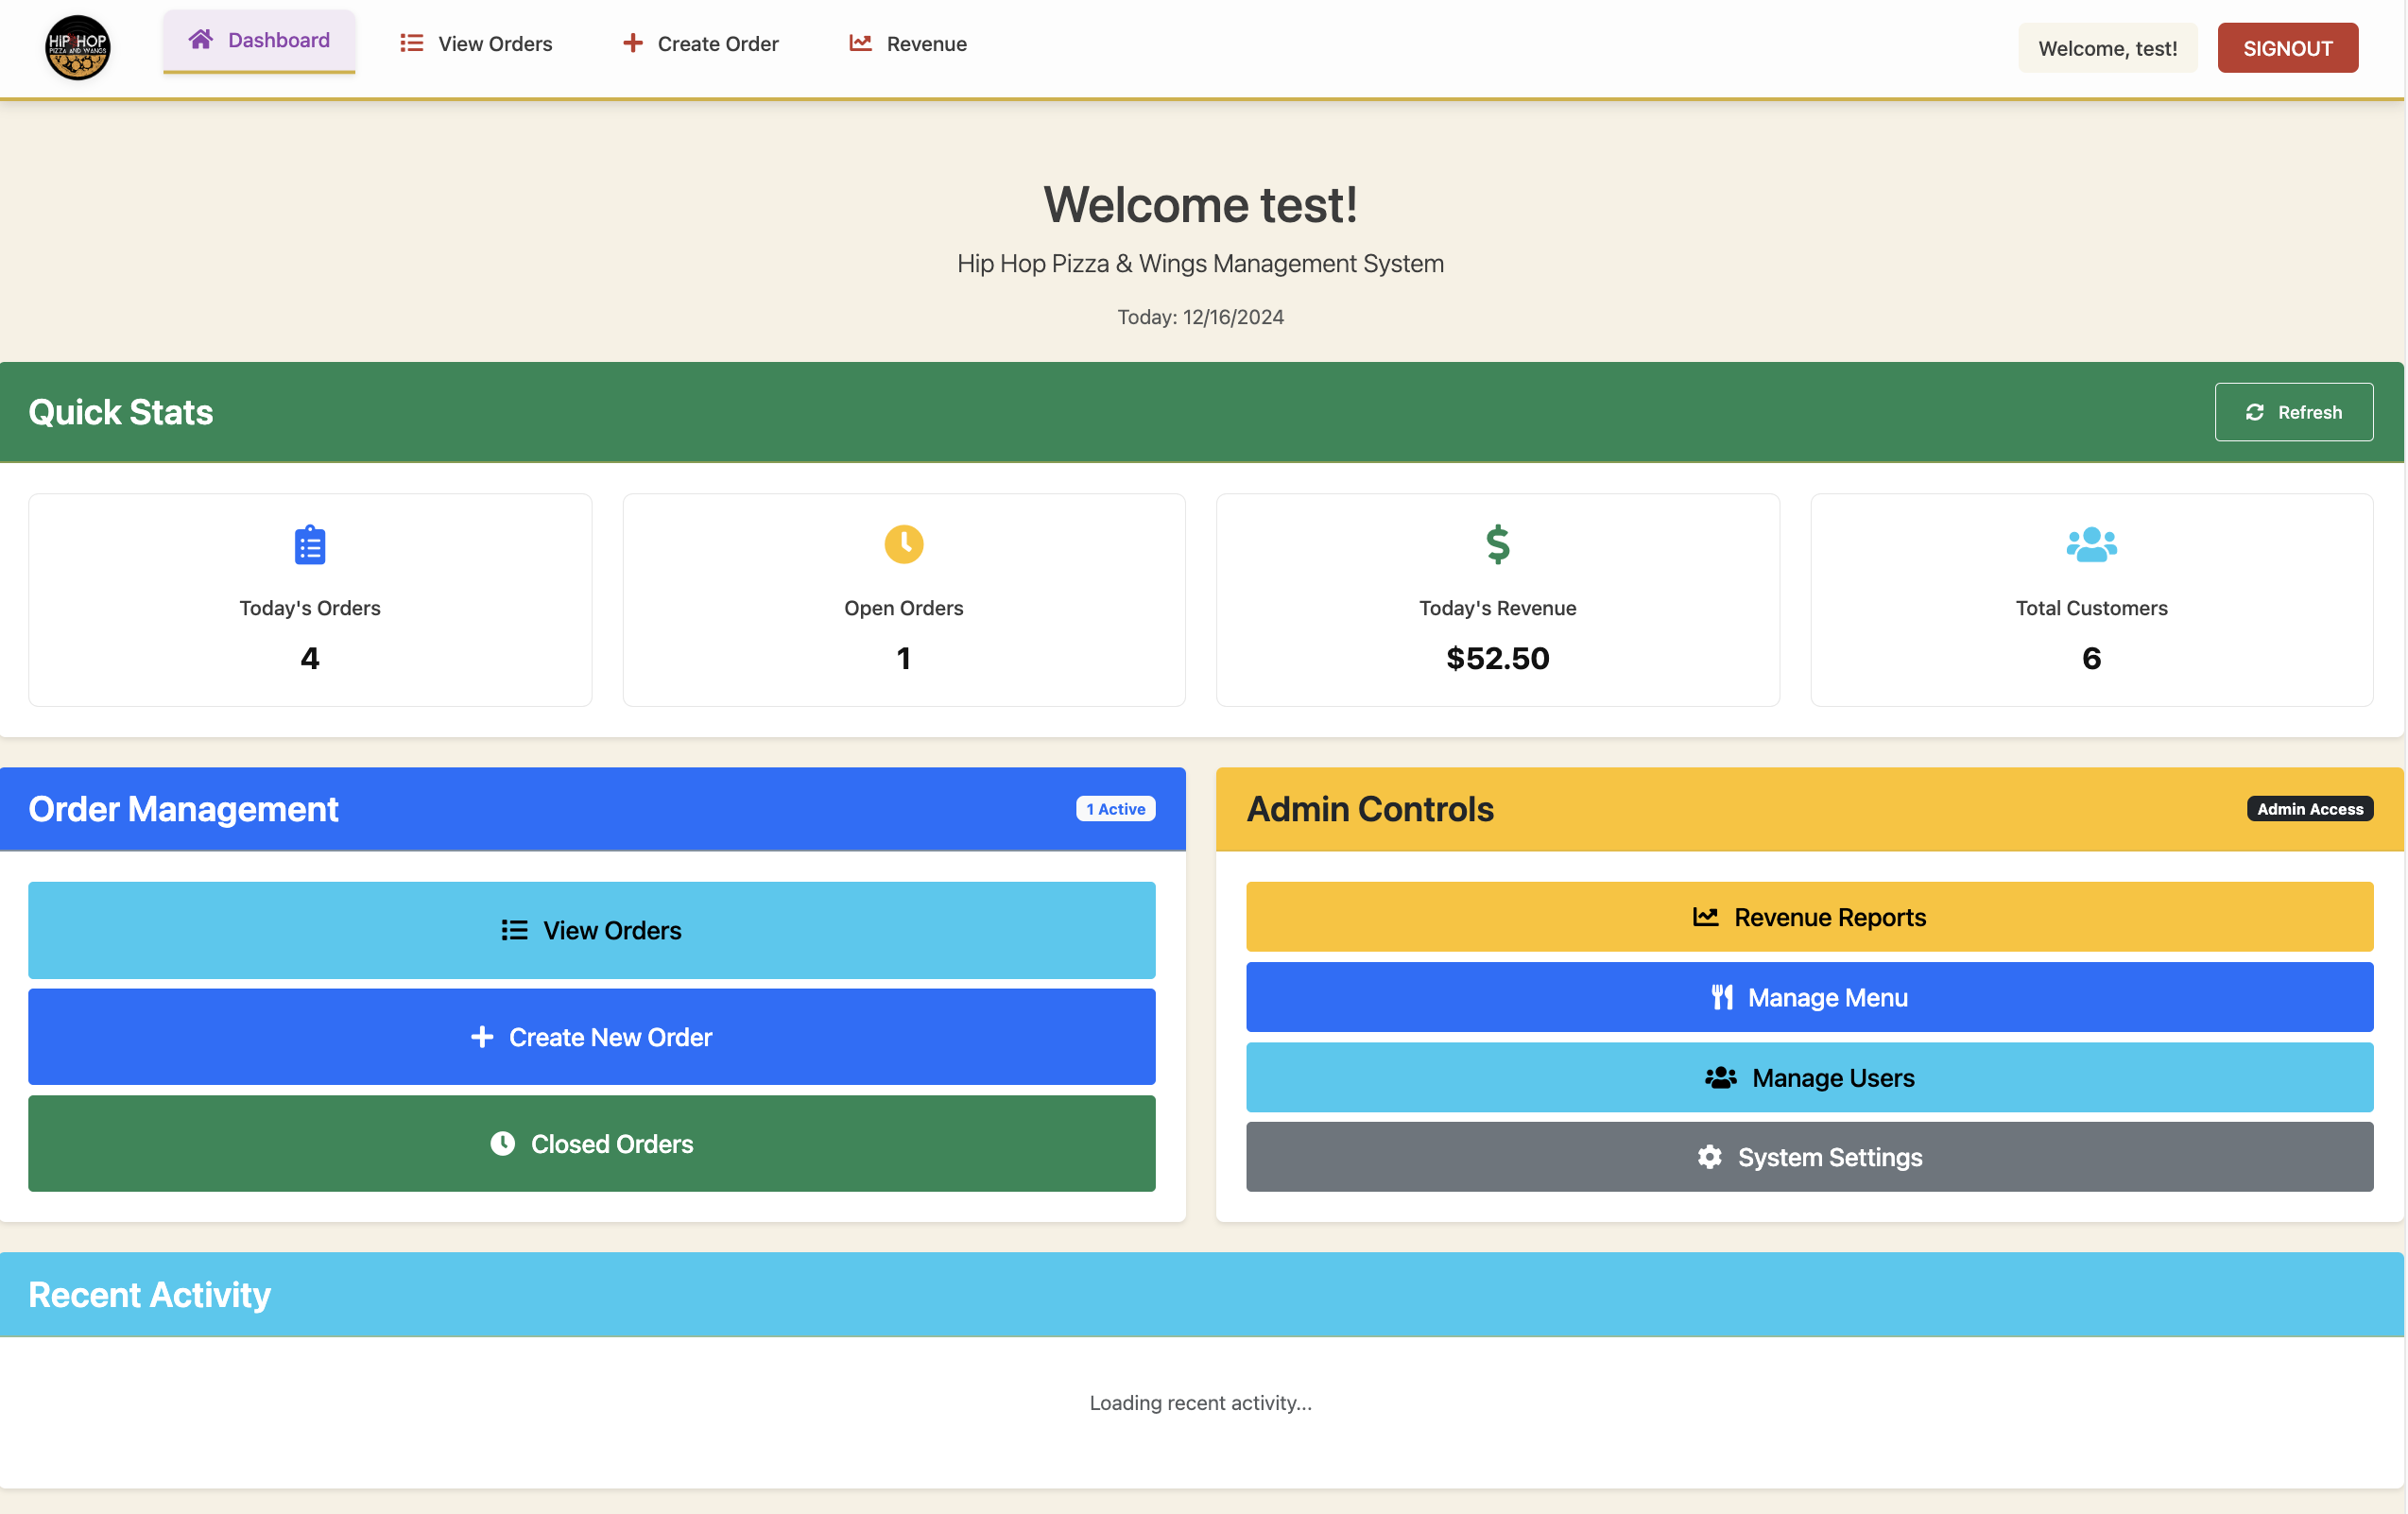 HIP HOP
PIZZA AND WINGS
Dashboard
View Orders
Create Order
Revenue
Welcome, test!
SIGNOUT
Welcome test!
Hip Hop Pizza & Wings Management System
Today: 12/16/2024
Quick Stats
Refresh
Today's Orders
4
Open Orders
1
Today's Revenue
$52.50
Total Customers
6
Order Management
1 Active
View Orders
Create New Order
Closed Orders
Admin Controls
Admin Access
Revenue Reports
Manage Menu
Manage Users
System Settings
Recent Activity
Loading recent activity...